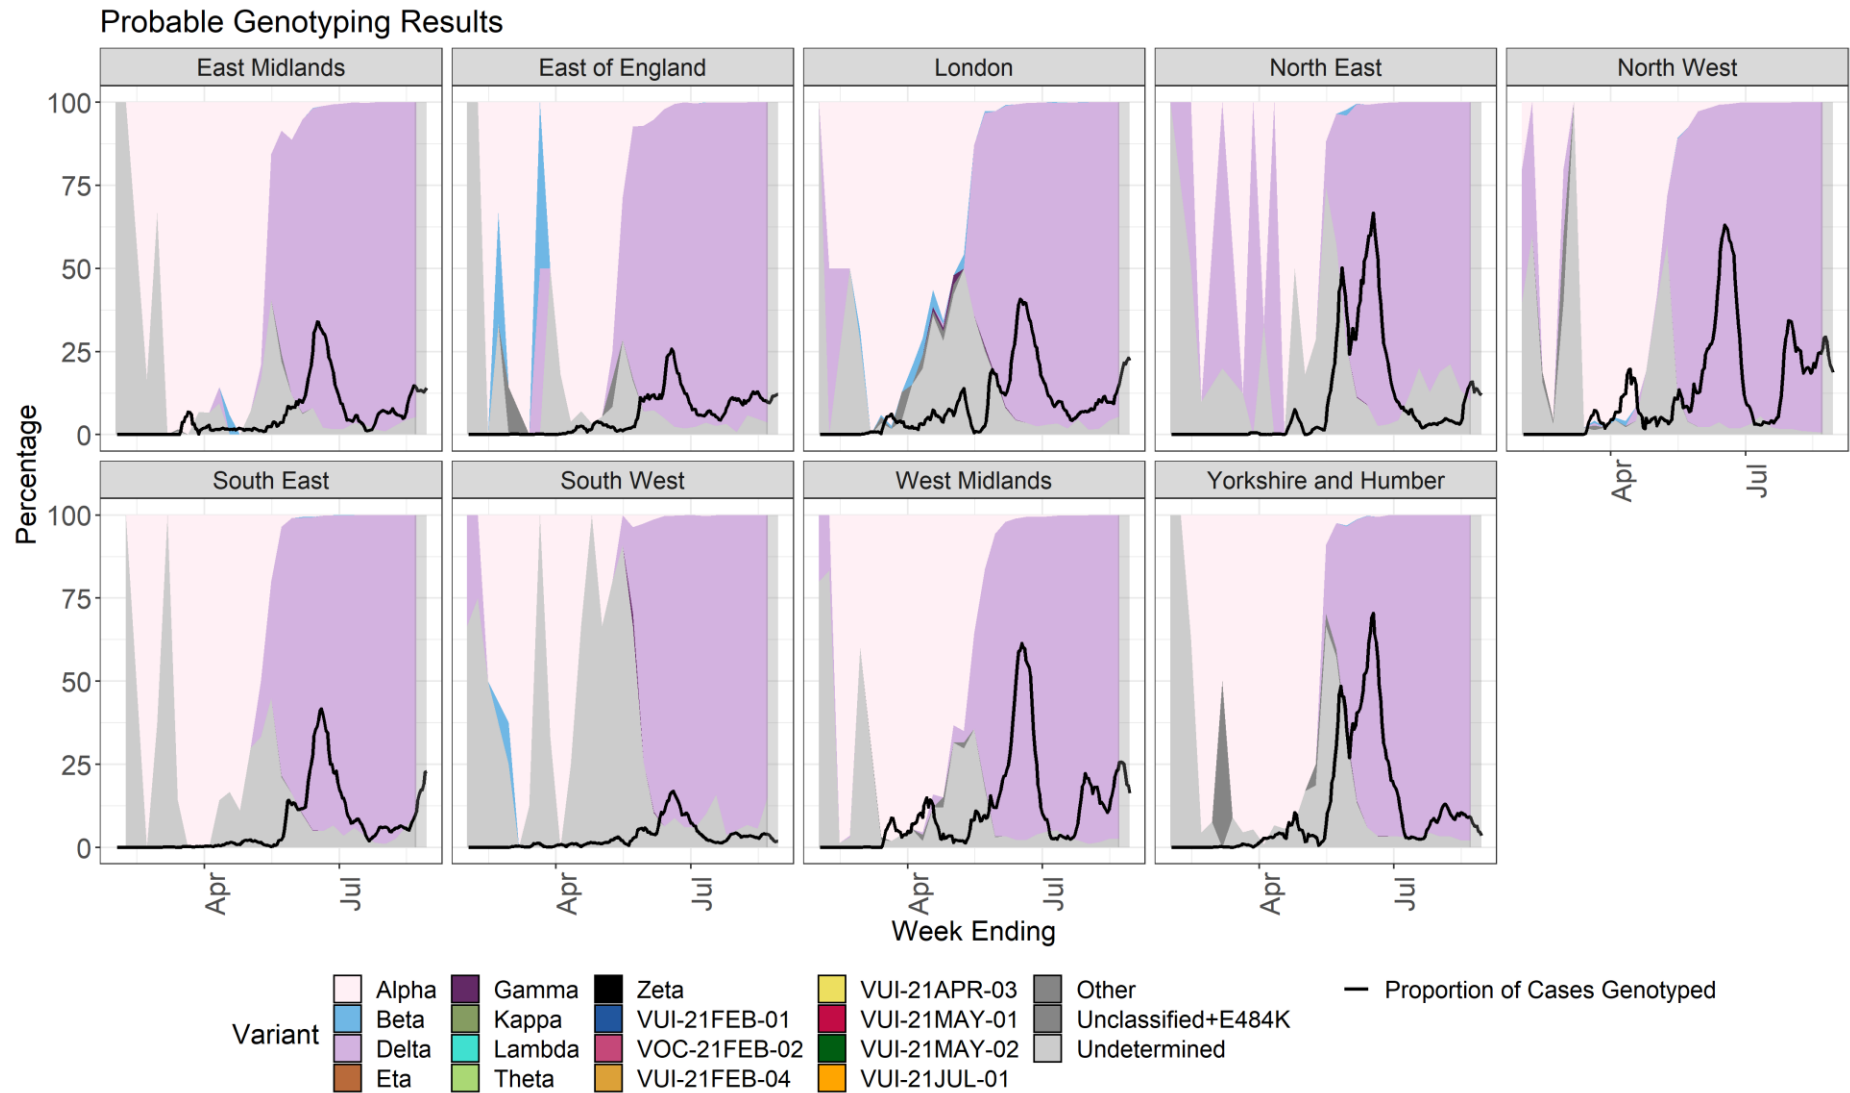 Probable Genotyping Results
East Midlands
East of England
London
North East
North West
100
75
50
25
0
Apr
Jul
South East
South West
West Midlands
Yorkshire and Humber
100
75
50
25
0
Apr
Jul
Apr
Jul
Apr
Jul
Apr
Jul
Percentage
Week Ending
Variant
Alpha
Beta
Delta
Eta
Gamma
Kappa
Lambda
Theta
Zeta
VUI-21FEB-01
VOC-21FEB-02
VUI-21FEB-04
VUI-21APR-03
VUI-21MAY-01
VUI-21MAY-02
VUI-21JUL-01
Other
Unclassified+E484K
Undetermined
Proportion of Cases Genotyped